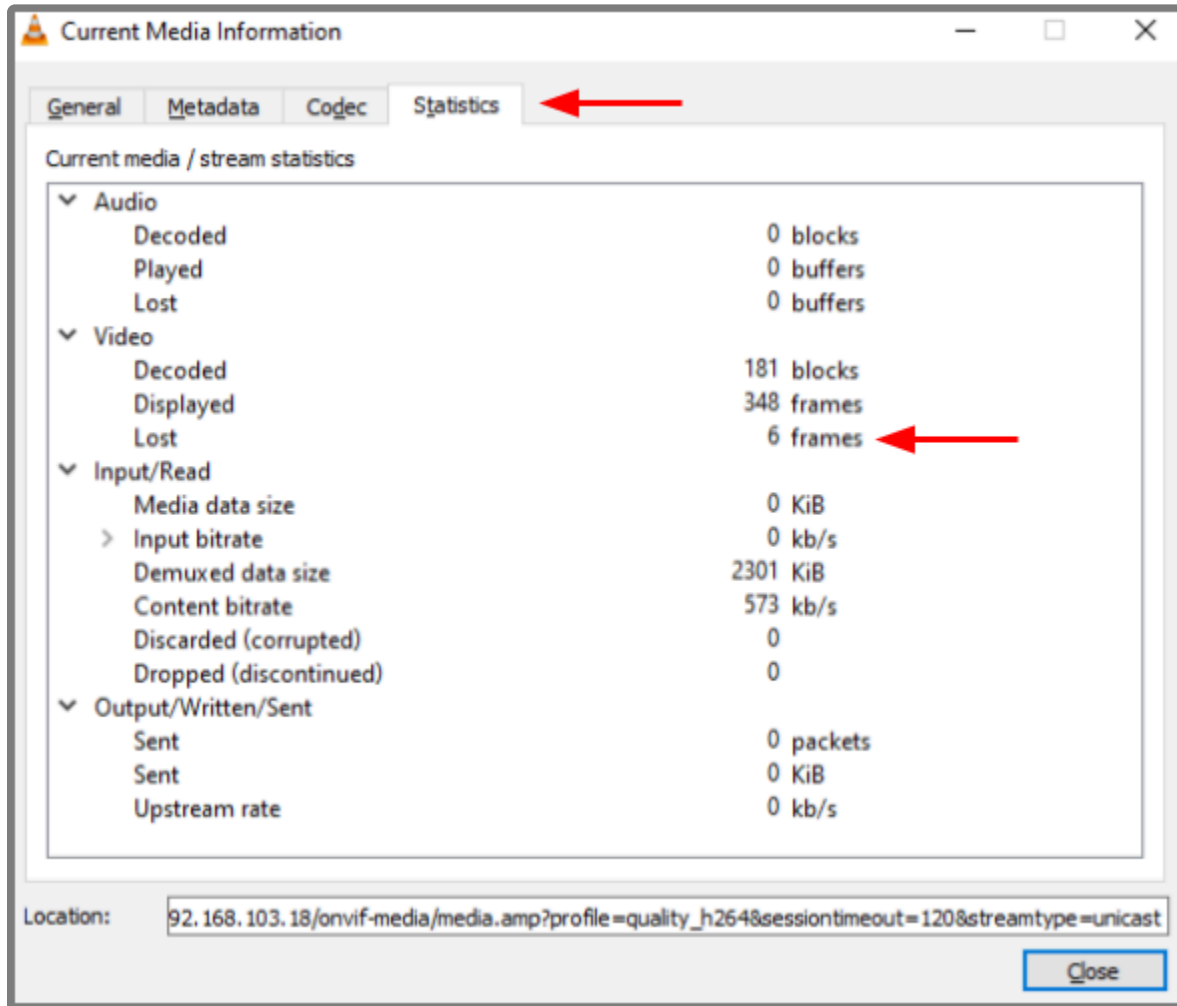 Current Media Information
General Metadata Codec Statistics
Current media / stream statistics
Audio
Decoded 0 blocks
Played 0 buffers
Lost 0 buffers
Video
Decoded 181 blocks
Displayed 348 frames
Lost 6 frames
Input/Read
Media data size 0 KiB
Input bitrate 0 kb/s
Demuxed data size 2301 KiB
Content bitrate 573 kb/s
Discarded (corrupted) 0
Dropped (discontinued) 0
Output/Written/Sent
Sent 0 packets
Sent 0 KiB
Upstream rate 0 kb/s
Location: 92.168.103.18/onvif-media/media.amp?profile=quality_h264&sessiontimeout=120&streamtype=unicast
Close